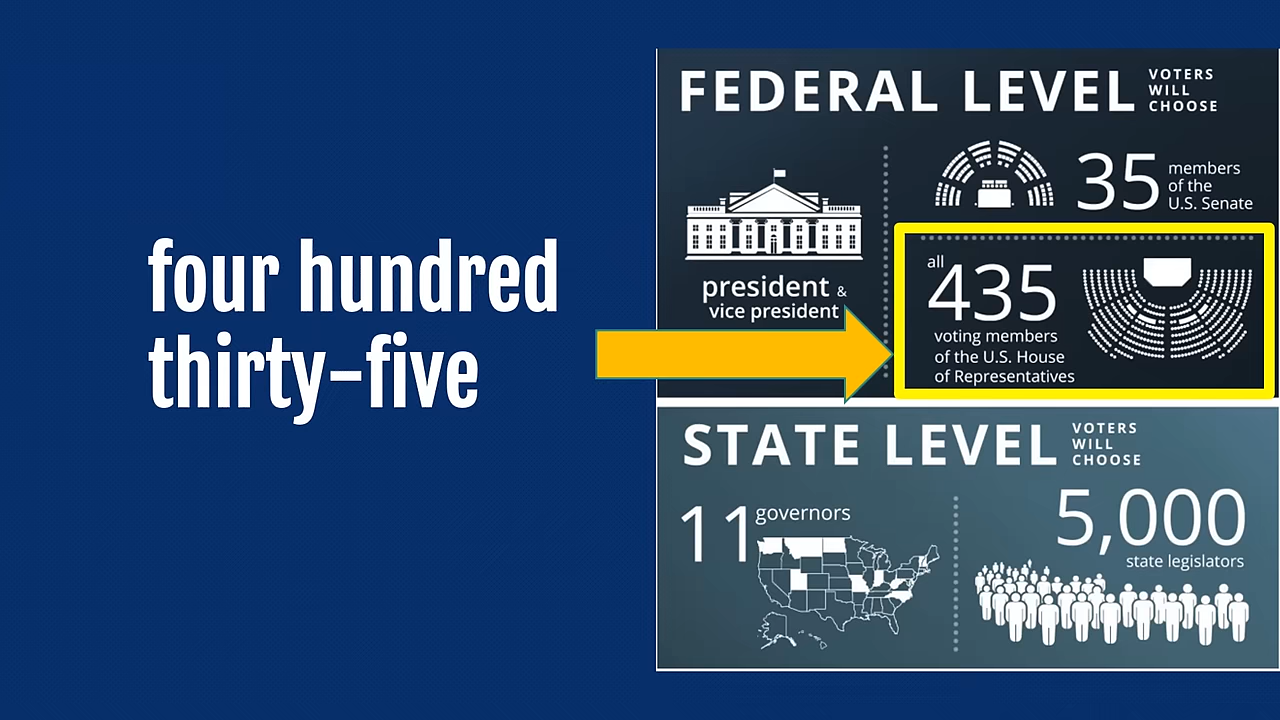 four hundred
thirty-five
FEDERAL LEVEL
VOTERS
WILL
CHOOSE
president &
vice president
35
members
of the
U.S. Senate
all
435
voting members
of the U.S. House
of Representatives
STATE LEVEL
VOTERS
WILL
CHOOSE
11 governors
5,000
state legislators